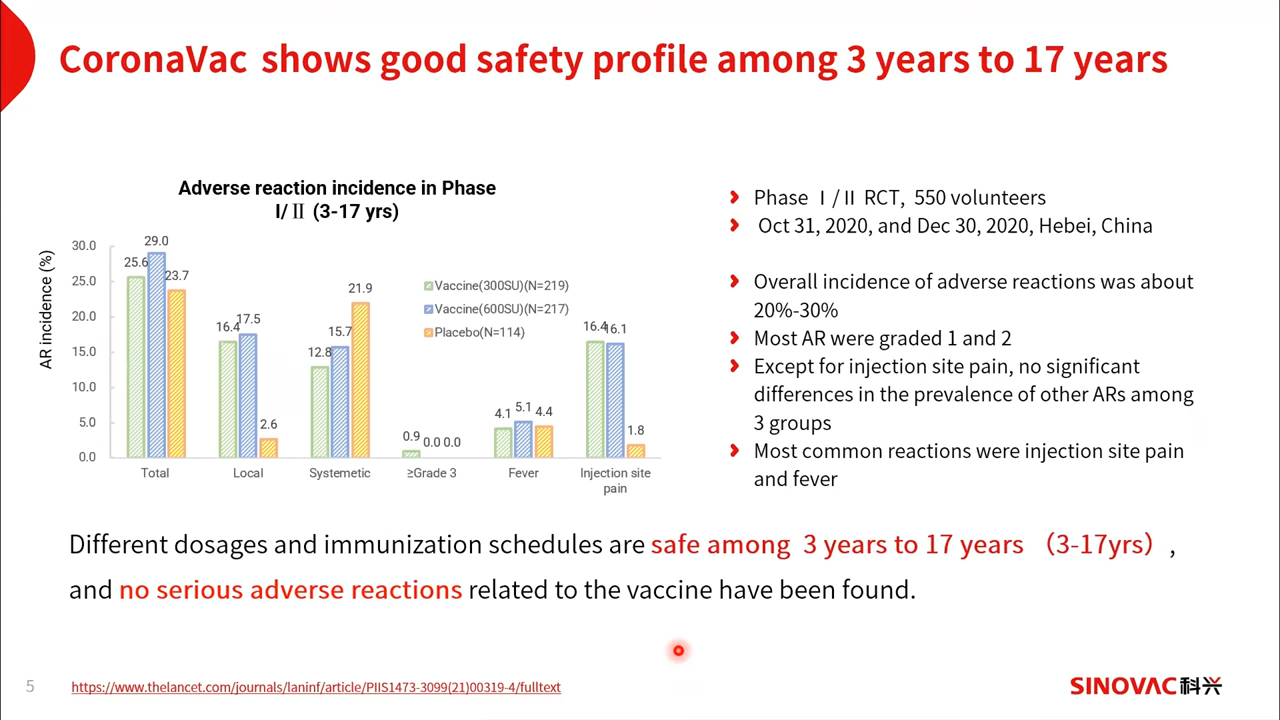 CoronaVac shows good safety profile among 3 years to 17 years
Adverse reaction incidence in Phase
I/Ⅱ (3-17 yrs)
AR incidence (%)
30.0
25.0
20.0
15.0
10.0
5.0
0.0
25.6
29.0
23.7
16.4
17.5
2.6
12.8
15.7
21.9
0.9
0.0
0.0
4.1
5.1
4.4
16.4
16.1
1.8
Vaccine(300SU)(N=219)
Vaccine(600SU)(N=217)
Placebo(N=114)
Total
Local
Systemetic
≥Grade 3
Fever
Injection site
pain
Phase Ⅰ/Ⅱ RCT, 550 volunteers
Oct 31, 2020, and Dec 30, 2020, Hebei, China
Overall incidence of adverse reactions was about
20%-30%
Most AR were graded 1 and 2
Except for injection site pain, no significant
differences in the prevalence of other ARs among
3 groups
Most common reactions were injection site pain
and fever
Different dosages and immunization schedules are safe among 3 years to 17 years （3-17yrs）,
and no serious adverse reactions related to the vaccine have been found.
5
https://www.thelancet.com/journals/laninf/article/PIIS1473-3099(21)00319-4/fulltext
SINOVAC科兴